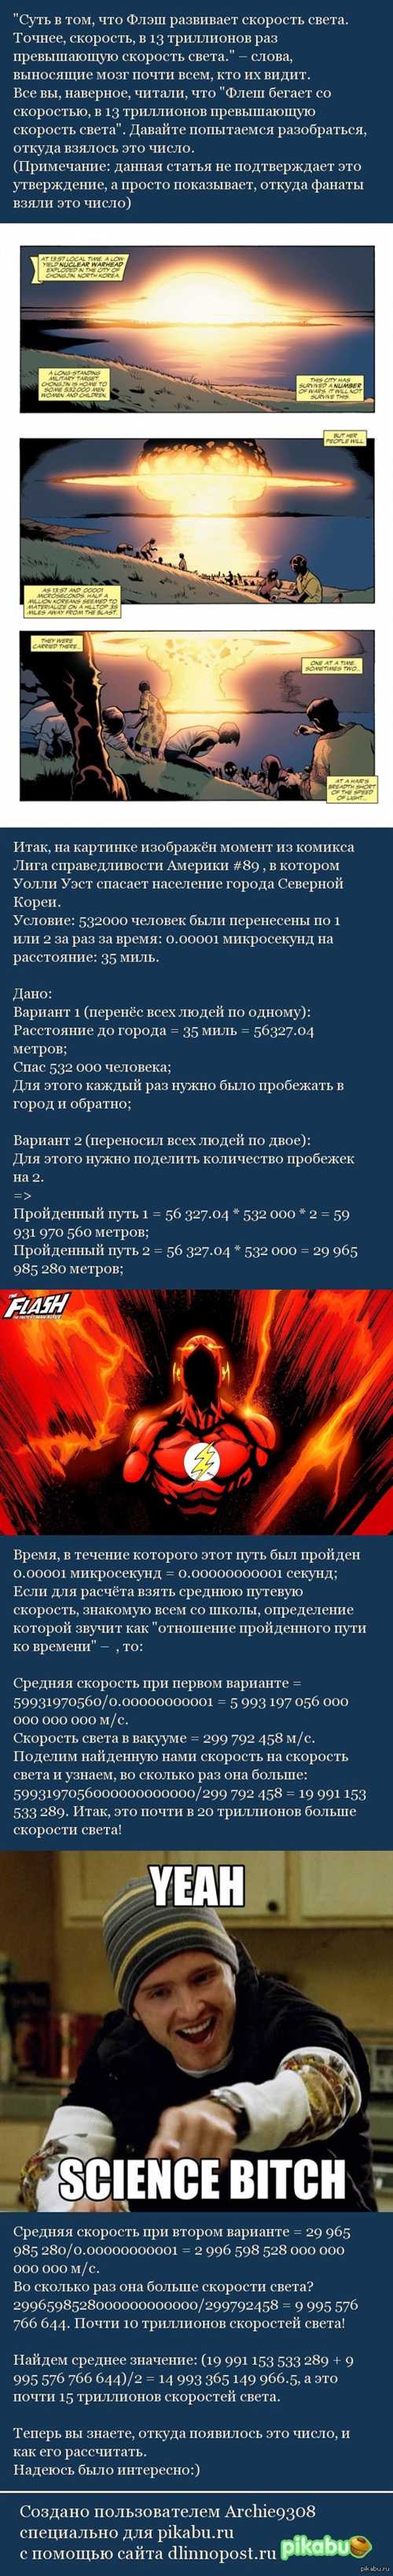 "Суть в том, что Флэш развивает скорость света.
Точнее, скорость, в 13 триллионов раз
превышающую скорость света." – слова,
выносящие мозг почти всем, кто их видит.
Все вы, наверное, читали, что "Флеш бегает со
скоростью, в 13 триллионов превышающую
скорость света". Давайте попытаемся разобраться,
откуда взялось это число.
(Примечание: данная статья не подтверждает это
утверждение, а просто показывает, откуда фанаты
взяли это число)
AT 13:57 LOCAL TIME, A LOW-
YIELD NUCLEAR WARHEAD
EXPLODED IN THE CITY OF
CHONGJIN, NORTH KOREA.
A LONG-STANDING
MILITARY TARGET,
CHONGJIN IS HOME TO
SOME 532,000 MEN,
WOMEN AND CHILDREN.
THIS CITY HAS
SURVIVED A NUMBER
OF WARS. IT WILL NOT
SURVIVE THIS.
BUT HER
PEOPLE WILL.
AS 13:57 AND .00001
MICROSECONDS, HALF A
MILLION KOREANS SEEMED TO
MATERIALIZE ON A HILLTOP 35
MILES AWAY FROM THE BLAST.
THEY WERE
CARRIED THERE...
ONE AT A TIME.
SOMETIMES TWO...
AT A HAIR'S
BREADTH SHORT
OF THE SPEED
OF LIGHT...
Итак, на картинке изображён момент из комикса
Лига справедливости Америки #89 , в котором
Уолли Уэст спасает население города Северной
Кореи.
Условие: 532000 человек были перенесены по 1
или 2 за раз за время: 0.00001 микросекунд на
расстояние: 35 миль.
Дано:
Вариант 1 (перенёс всех людей по одному):
Расстояние до города = 35 миль = 56327.04
метров;
Спас 532 000 человека;
Для этого каждый раз нужно было пробежать в
город и обратно;
Вариант 2 (переносил всех людей по двое):
Для этого нужно поделить количество пробежек
на 2.
=>
Пройденный путь 1 = 56 327.04 * 532 000 * 2 = 59
931 970 560 метров;
Пройденный путь 2 = 56 327.04 * 532 000 = 29 965
985 280 метров;
THE
FLASH
THE FASTEST MAN ALIVE
Время, в течение которого этот путь был пройден
0.00001 микросекунд = 0.00000000001 секунд;
Если для расчёта взять среднюю путевую
скорость, знакомую всем со школы, определение
которой звучит как "отношение пройденного пути
ко времени" – , то:
Средняя скорость при первом варианте =
59931970560/0.00000000001 = 5 993 197 056 000
000 000 000 м/с.
Скорость света в вакууме = 299 792 458 м/с.
Поделим найденную нами скорость на скорость
света и узнаем, во сколько раз она больше:
5993197056000000000000/299 792 458 = 19 991 153
533 289. Итак, это почти в 20 триллионов больше
скорости света!
YEAH
SCIENCE BITCH
Средняя скорость при втором варианте = 29 965
985 280/0.00000000001 = 2 996 598 528 000 000
000 000 м/с.
Во сколько раз она больше скорости света?
2996598528000000000000/299792458 = 9 995 576
766 644. Почти 10 триллионов скоростей света!
Найдем среднее значение: (19 991 153 533 289 + 9
995 576 766 644)/2 = 14 993 365 149 966.5, а это
почти 15 триллионов скоростей света.
Теперь вы знаете, откуда появилось это число, и
как его рассчитать.
Надеюсь было интересно:)
Создано пользователем Archie9308
специально для pikabu.ru
с помощью сайта dlinnopost.ru pikabu
pikabu.ru